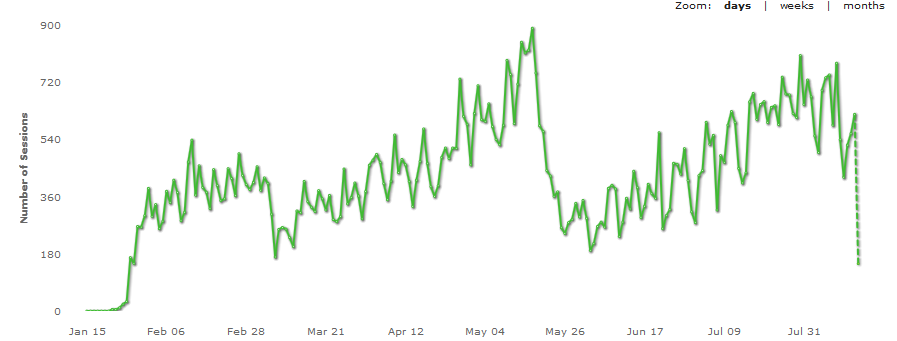 Zoom: days | weeks | months
900
720
540
360
180
0
Number of Sessions
Jan 15 Feb 06 Feb 28 Mar 21 Apr 12 May 04 May 26 Jun 17 Jul 09 Jul 31